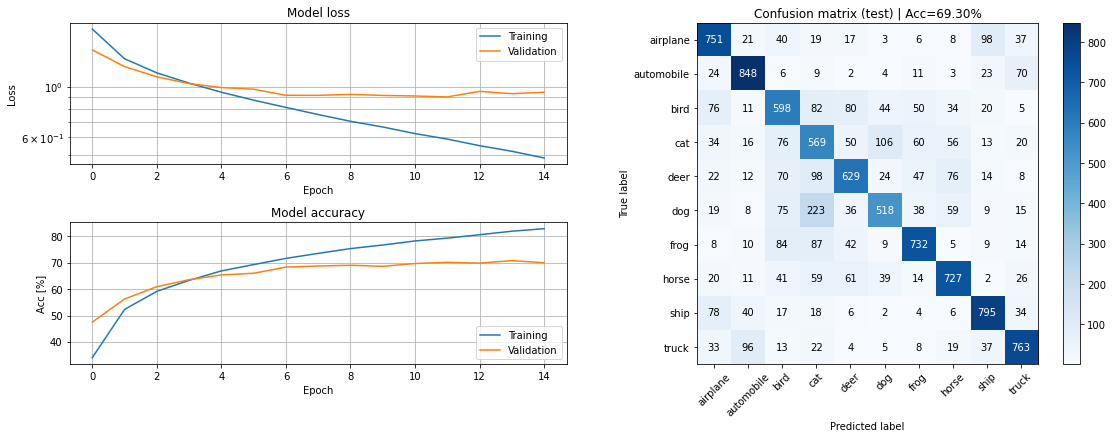 Model loss
Training
Validation
10⁰
6 × 10⁻¹
Loss
0 2 4 6 8 10 12 14
Epoch
Model accuracy
80
70
60
50
40
Acc [%]
Training
Validation
0 2 4 6 8 10 12 14
Epoch
Confusion matrix (test) | Acc=69.30%
True label
airplane 751 21 40 19 17 3 6 8 98 37
automobile 24 848 6 9 2 4 11 3 23 70
bird 76 11 598 82 80 44 50 34 20 5
cat 34 16 76 569 50 106 60 56 13 20
deer 22 12 70 98 629 24 47 76 14 8
dog 19 8 75 223 36 518 38 59 9 15
frog 8 10 84 87 42 9 732 5 9 14
horse 20 11 41 59 61 39 14 727 2 26
ship 78 40 17 18 6 2 4 6 795 34
truck 33 96 13 22 4 5 8 19 37 763
airplane automobile bird cat deer dog frog horse ship truck
Predicted label
800
700
600
500
400
300
200
100